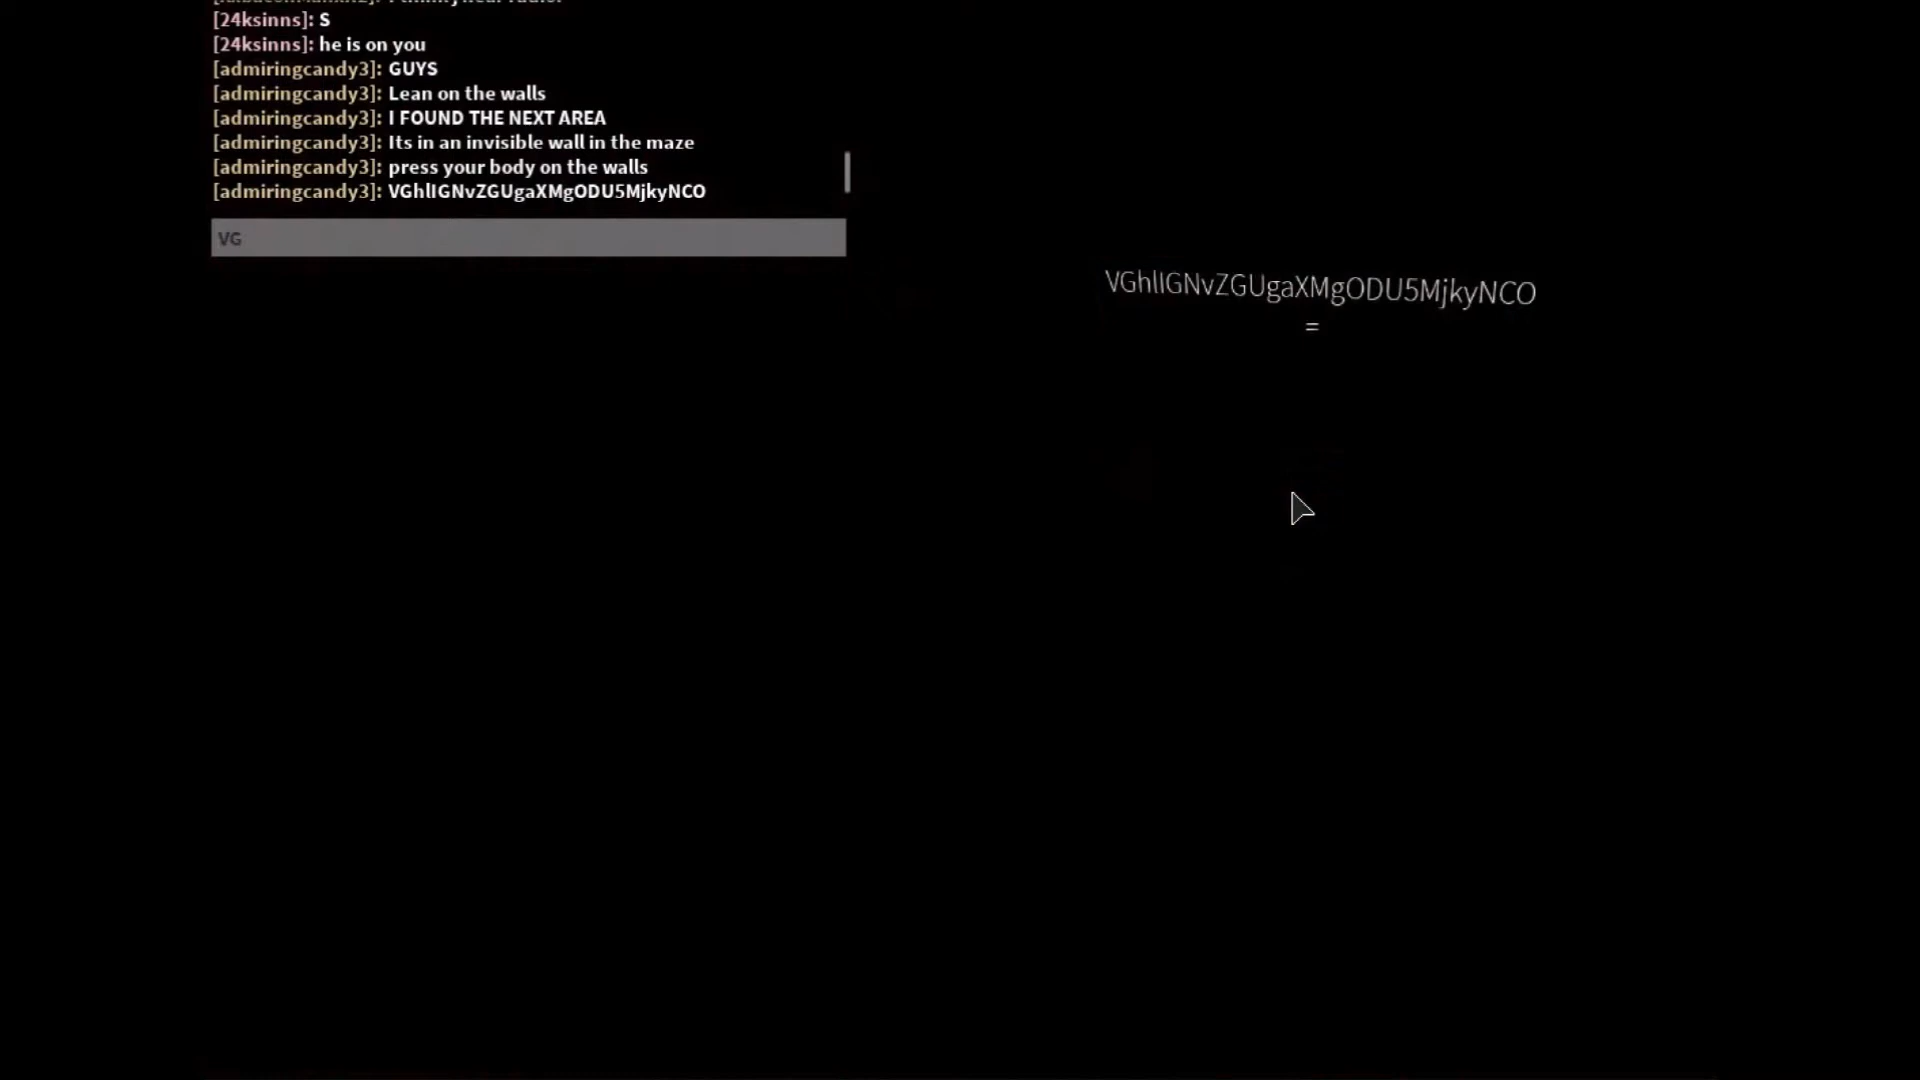 [24ksinns]: S
[24ksinns]: he is on you
[admiringcandy3]: GUYS
[admiringcandy3]: Lean on the walls
[admiringcandy3]: I FOUND THE NEXT AREA
[admiringcandy3]: Its in an invisible wall in the maze
[admiringcandy3]: press your body on the walls
[admiringcandy3]: VGhlIGNvZGUgaXMgODU5MjkyNCO
VG
VGhlIGNvZGUgaXMgODU5MjkyNCO
=